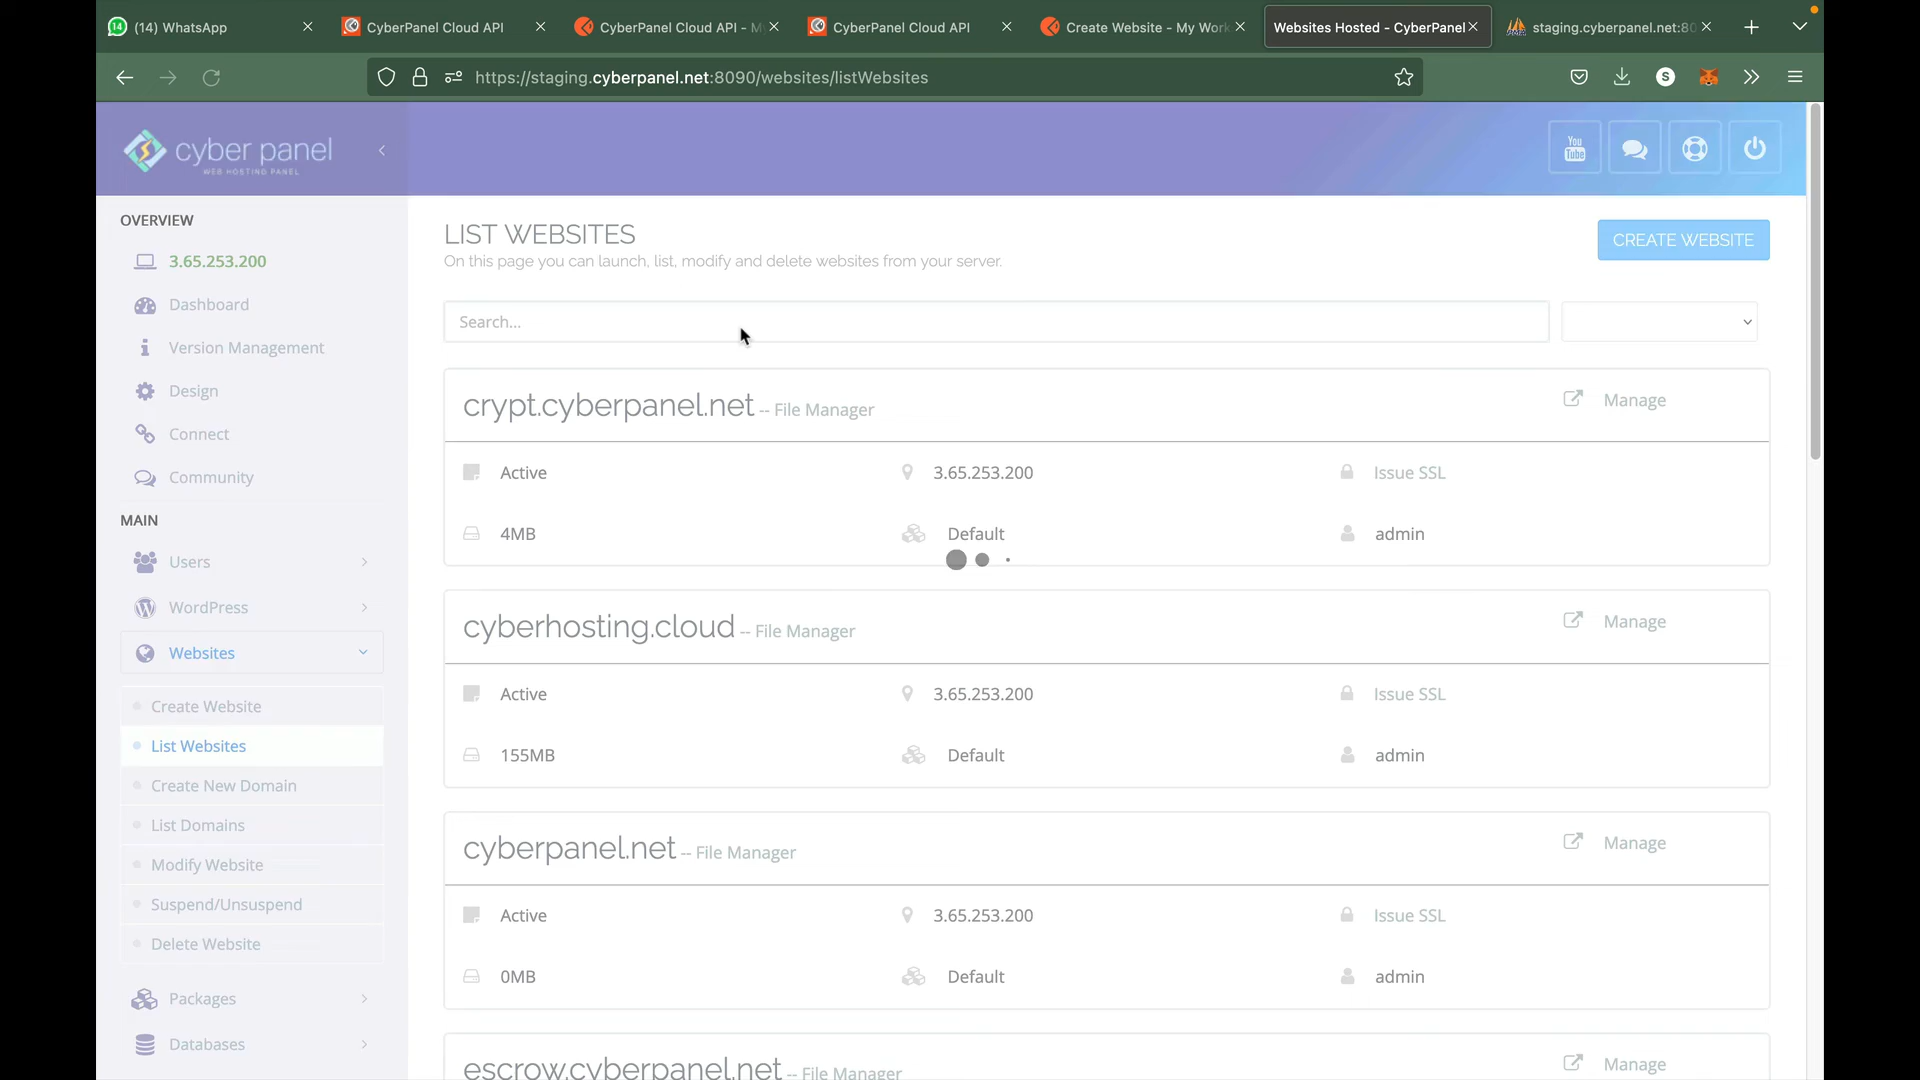 14 (14) WhatsApp
CyberPanel Cloud API
CyberPanel Cloud API - M
CyberPanel Cloud API
Create Website - My Work
Websites Hosted - CyberPanel
staging.cyberpanel.net:80
https://staging.cyberpanel.net:8090/websites/listWebsites
S
cyber panel
WEB HOSTING PANEL
You
Tube
OVERVIEW
3.65.253.200
Dashboard
Version Management
Design
Connect
Community
MAIN
Users
WordPress
Websites
Create Website
List Websites
Create New Domain
List Domains
Modify Website
Suspend/Unsuspend
Delete Website
Packages
Databases
LIST WEBSITES
On this page you can launch, list, modify and delete websites from your server.
CREATE WEBSITE
Search...
crypt.cyberpanel.net -- File Manager
Manage
Active
3.65.253.200
Issue SSL
4MB
Default
admin
cyberhosting.cloud -- File Manager
Manage
Active
3.65.253.200
Issue SSL
155MB
Default
admin
cyberpanel.net -- File Manager
Manage
Active
3.65.253.200
Issue SSL
0MB
Default
admin
escrow.cyberpanel.net -- File Manager
Manage